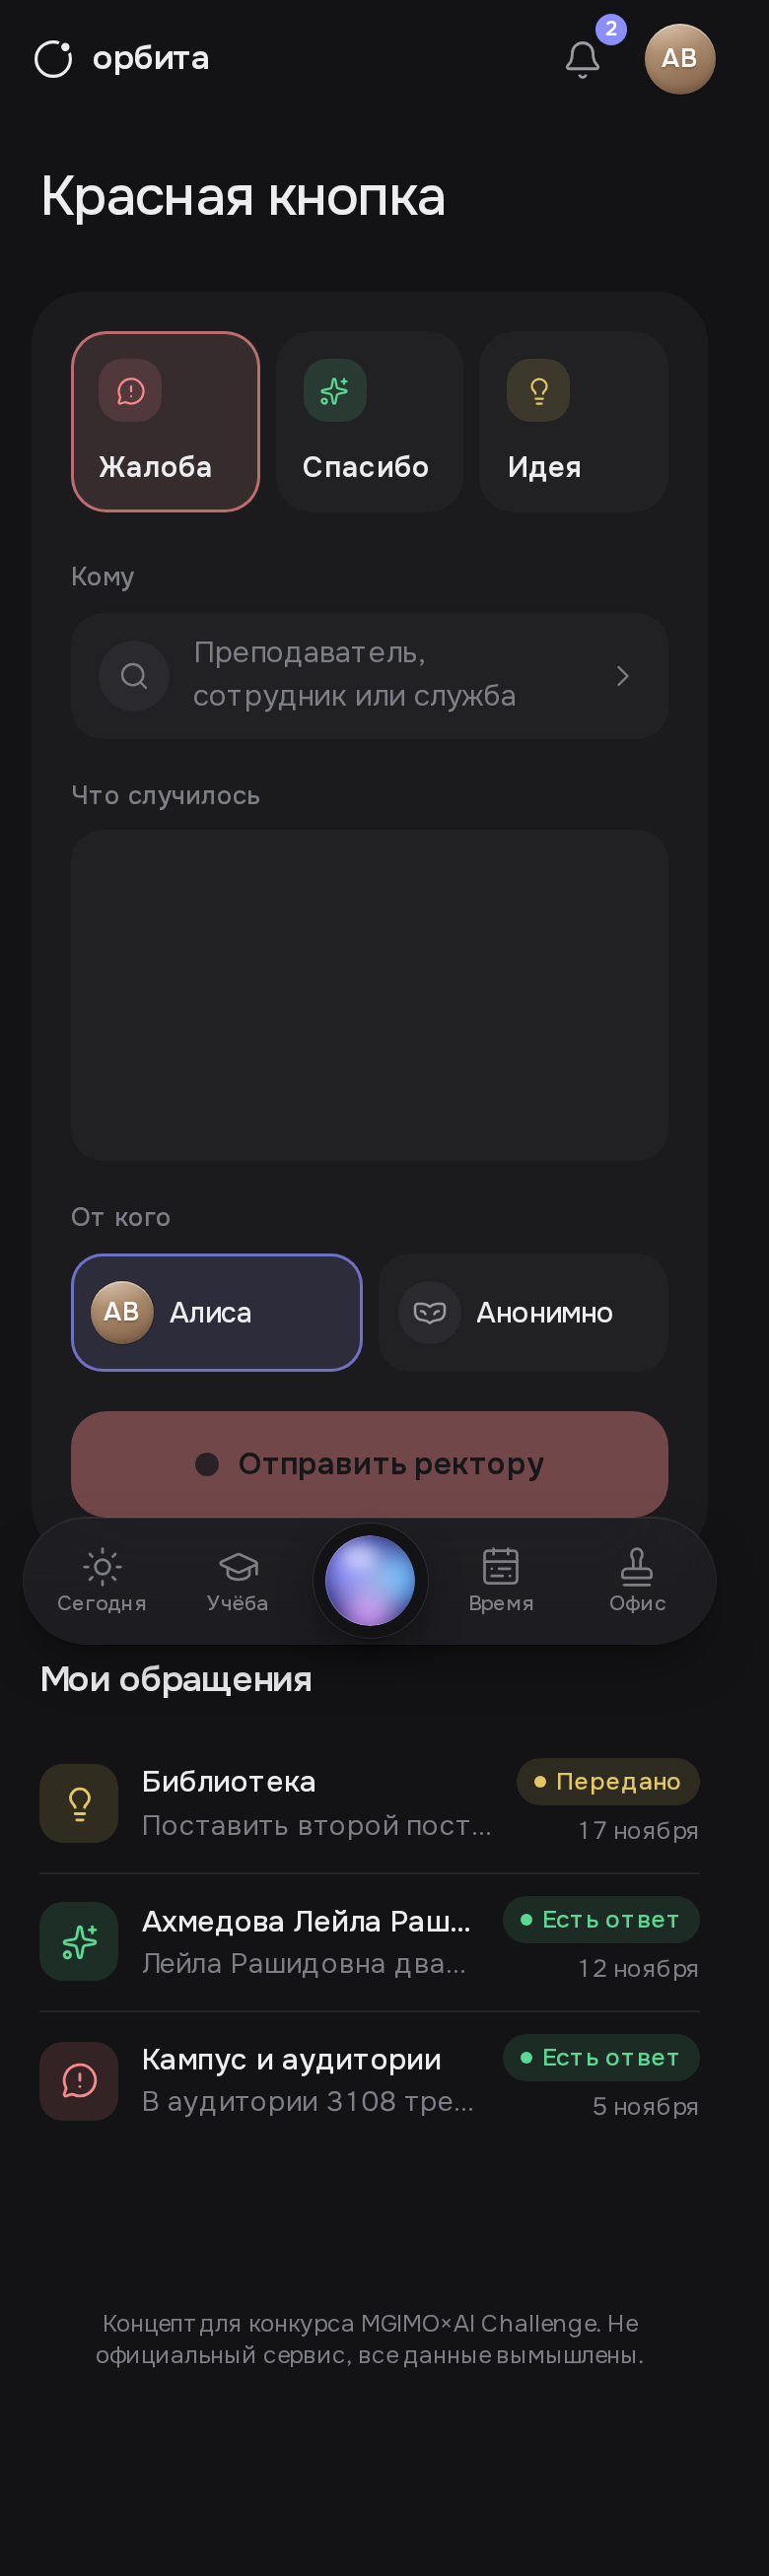 орбита
2
АВ
Красная кнопка
Жалоба
Спасибо
Идея
Кому
Преподаватель,
сотрудник или служба
Что случилось
От кого
АВ
Алиса
Анонимно
Отправить ректору
Сегодня
Учёба
Время
Офис
Мои обращения
Библиотека
Передано
Поставить второй пост...
17 ноября
Ахмедова Лейла Раш...
Есть ответ
Лейла Рашидовна два...
12 ноября
Кампус и аудитории
Есть ответ
В аудитории 3108 тре...
5 ноября
Концепт для конкурса MGIMO×AI Challenge. Не
официальный сервис, все данные вымышлены.